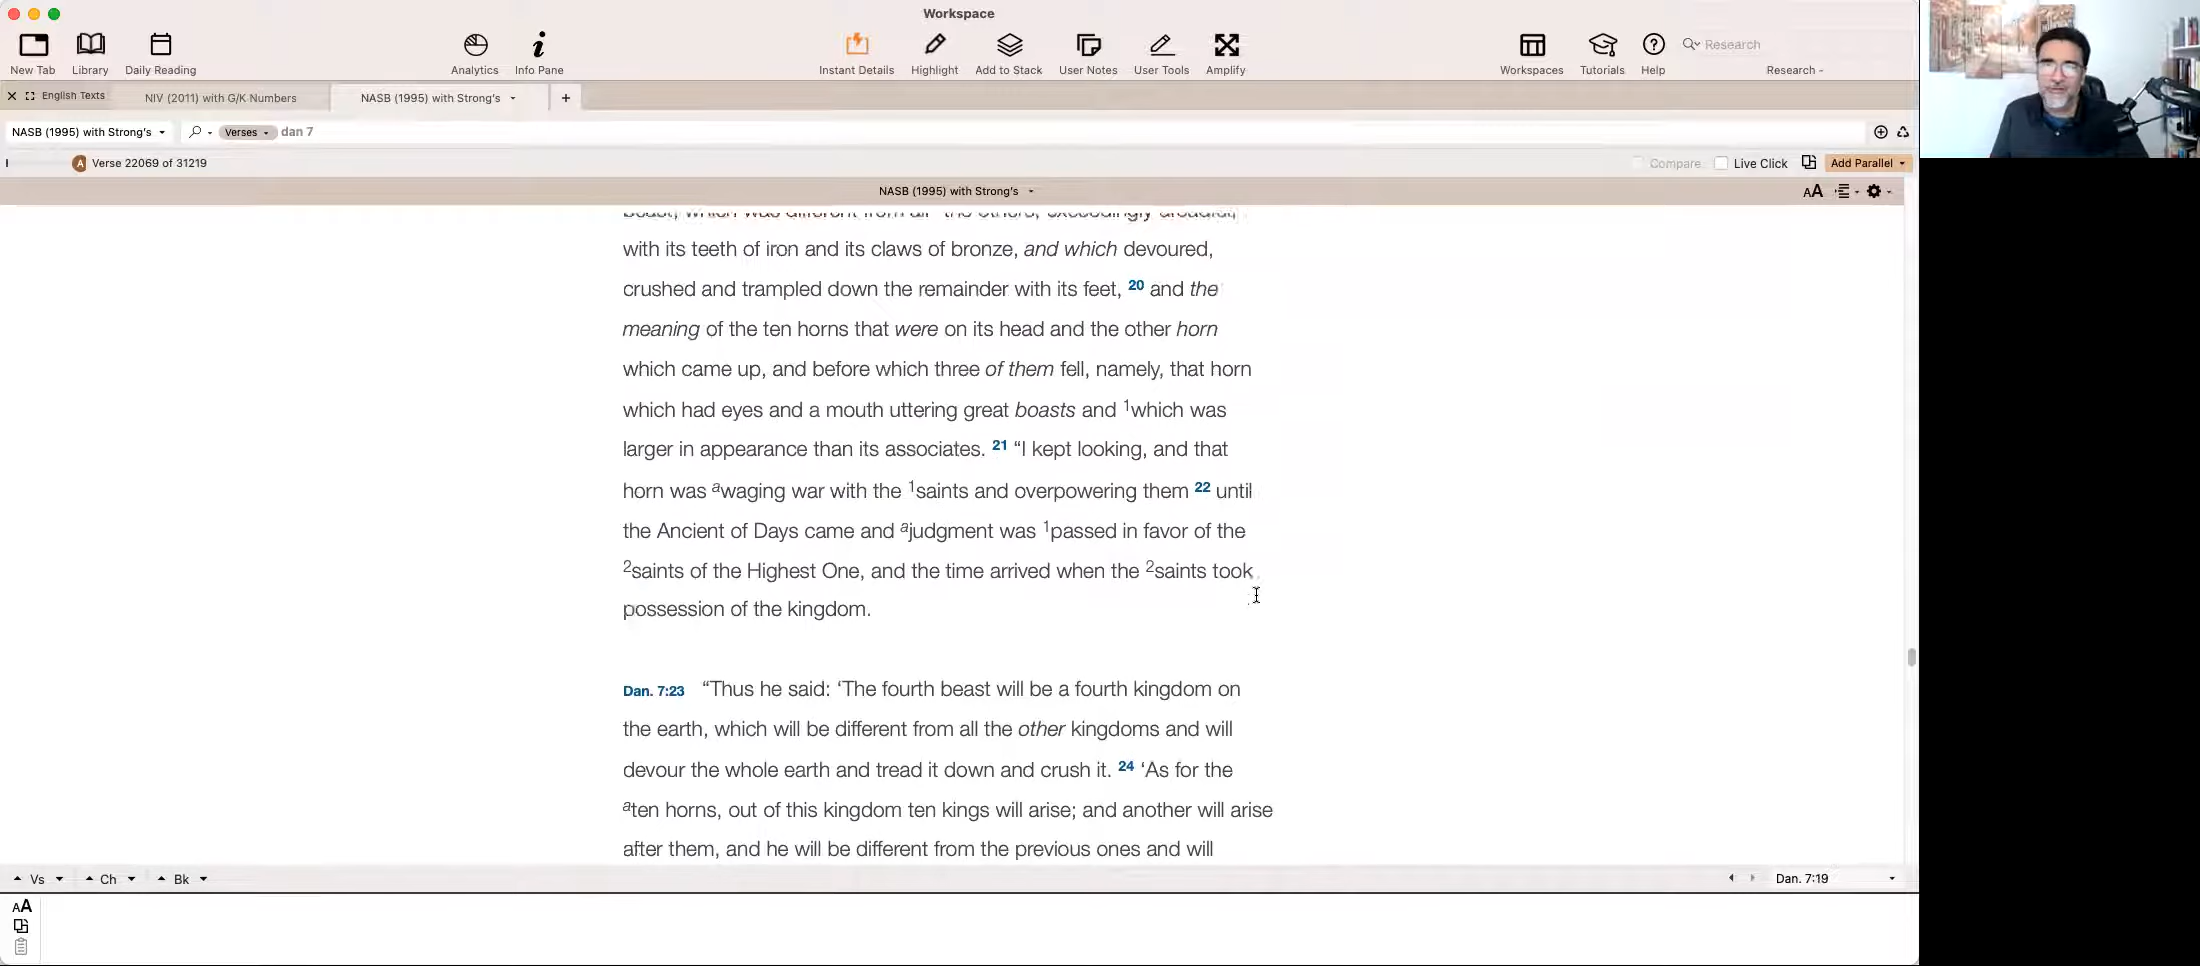 Workspace
New Tab Library Daily Reading Analytics Info Pane Instant Details Highlight Add to Stack User Notes User Tools Amplify Workspaces Tutorials Help Research
Research
English Texts NIV (2011) with G/K Numbers NASB (1995) with Strong's +
NASB (1995) with Strong's Verses dan 7
A Verse 22069 of 31219 Compare Live Click Add Parallel
NASB (1995) with Strong's AA
beast, which was different from all the others, exceedingly dreadful,
with its teeth of iron and its claws of bronze, and which devoured,
crushed and trampled down the remainder with its feet, 20 and the
meaning of the ten horns that were on its head and the other horn
which came up, and before which three of them fell, namely, that horn
which had eyes and a mouth uttering great boasts and 1which was
larger in appearance than its associates. 21 “I kept looking, and that
horn was awaging war with the 1saints and overpowering them 22 until
the Ancient of Days came and ajudgment was 1passed in favor of the
2saints of the Highest One, and the time arrived when the 2saints took
possession of the kingdom.
Dan. 7:23 “Thus he said: ‘The fourth beast will be a fourth kingdom on
the earth, which will be different from all the other kingdoms and will
devour the whole earth and tread it down and crush it. 24 ‘As for the
aten horns, out of this kingdom ten kings will arise; and another will arise
after them, and he will be different from the previous ones and will
Vs Ch Bk Dan. 7:19
AA